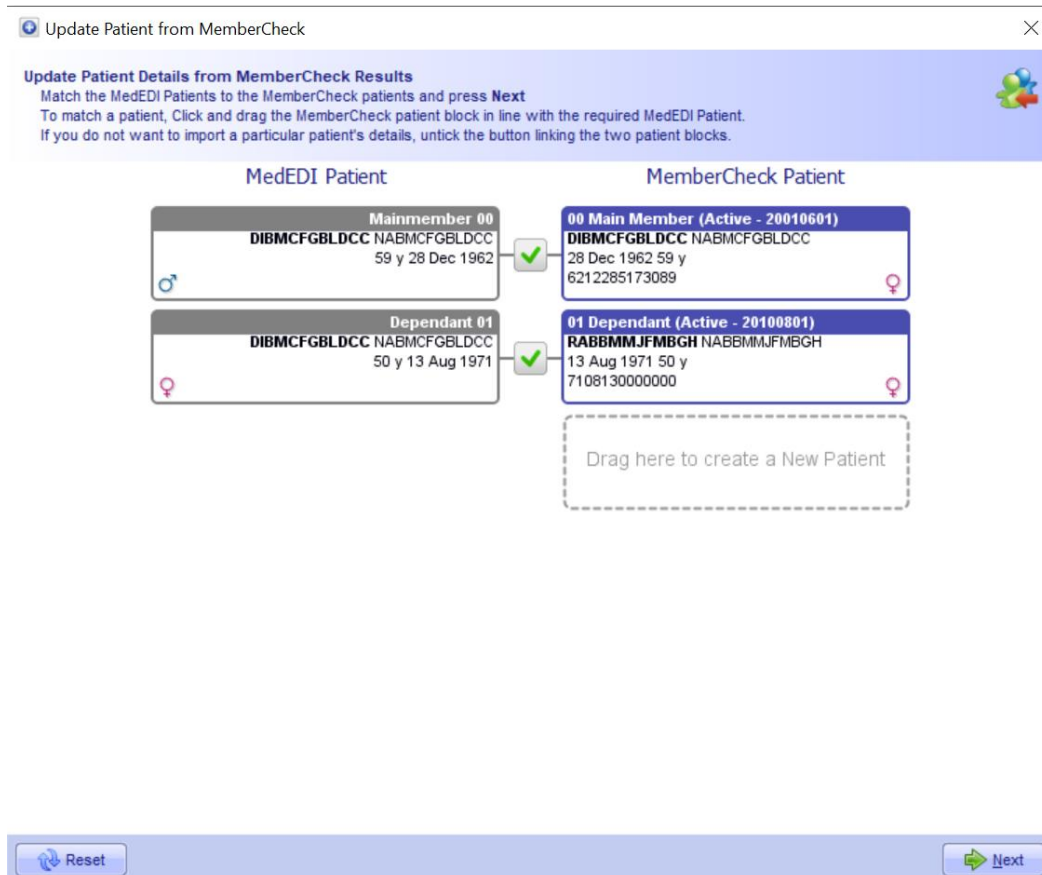 Update Patient from MemberCheck
Update Patient Details from MemberCheck Results
Match the MedEDI Patients to the MemberCheck patients and press Next
To match a patient, Click and drag the MemberCheck patient block in line with the required MedEDI Patient.
If you do not want to import a particular patient's details, untick the button linking the two patient blocks.
MedEDI Patient
MemberCheck Patient
Mainmember 00
DIBMCFGBLDCC NABMCFGBLDCC
59 y 28 Dec 1962
00 Main Member (Active - 20010601)
DIBMCFGBLDCC NABMCFGBLDCC
28 Dec 1962 59 y
6212285173089
Dependant 01
DIBMCFGBLDCC NABMCFGBLDCC
50 y 13 Aug 1971
01 Dependant (Active - 20100801)
RABBMMJFMBGH NABBMMJFMBGH
13 Aug 1971 50 y
7108130000000
Drag here to create a New Patient
Reset
Next